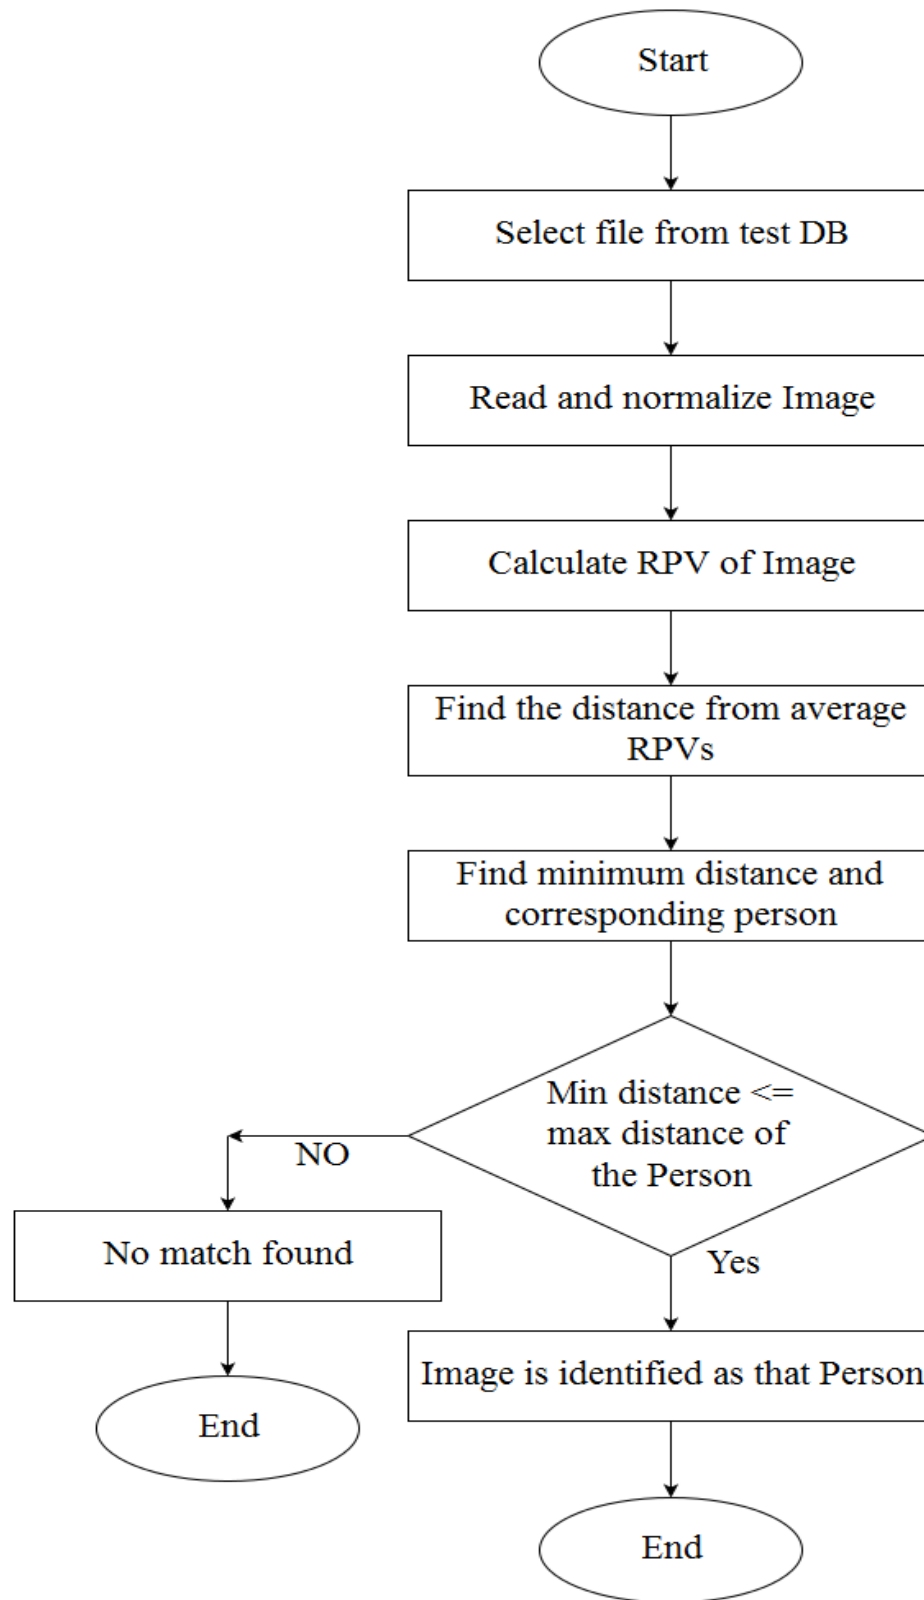 Start
Select file from test DB
Read and normalize Image
Calculate RPV of Image
Find the distance from average
RPVs
Find minimum distance and
corresponding person
Min distance <=
max distance of
the Person
NO
No match found
End
Yes
Image is identified as that Person
End